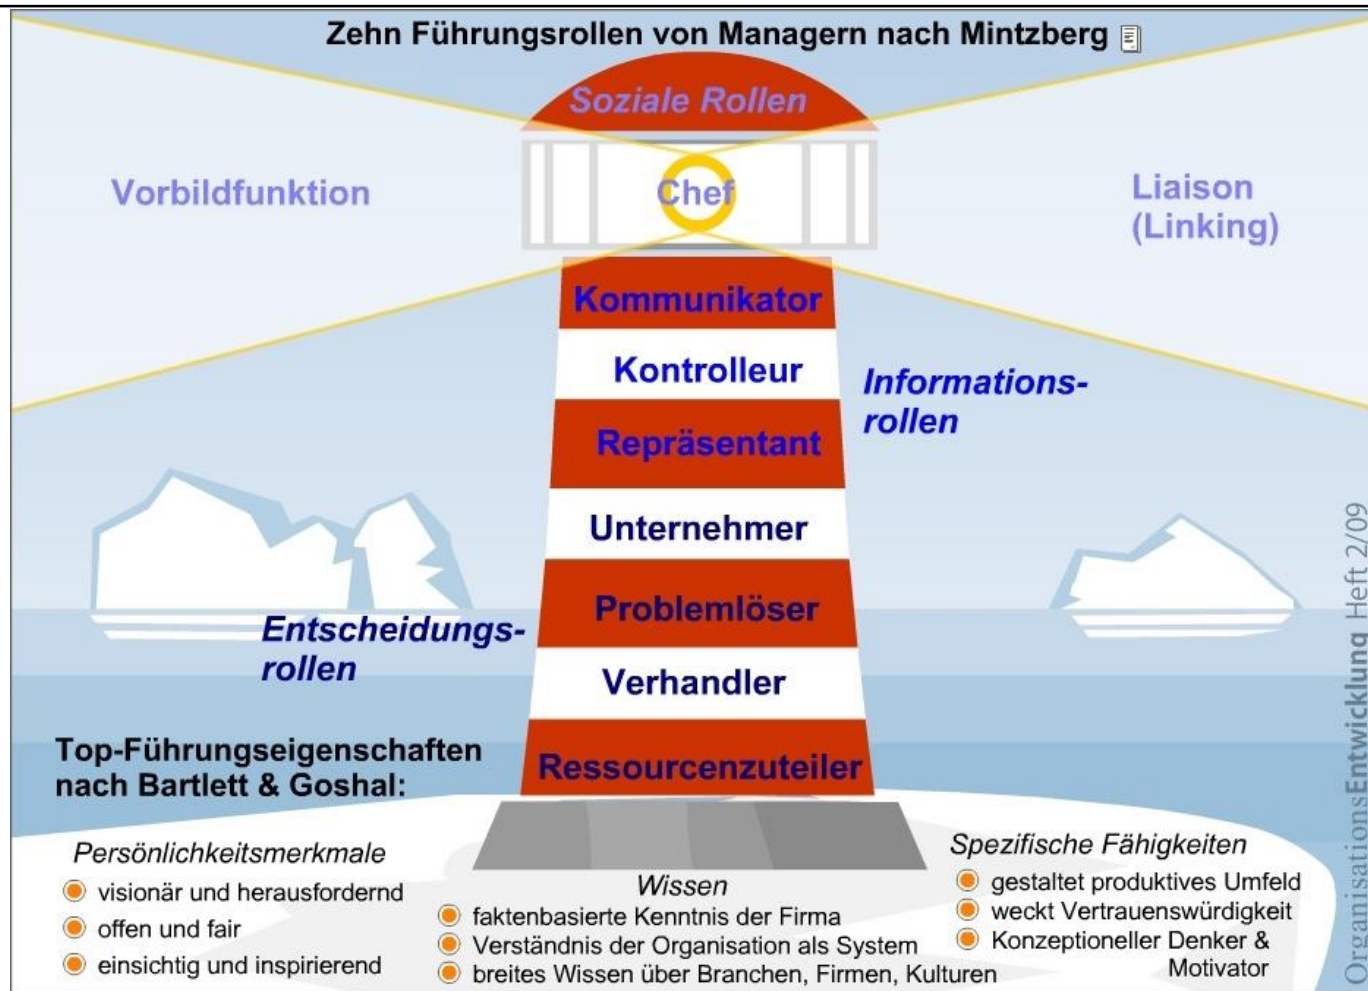 Zehn Führungsrollen von Managern nach Mintzberg
Soziale Rollen
Vorbildfunktion
Chef
Liaison
(Linking)
Kommunikator
Kontrolleur
Repräsentant
Informations-
rollen
Unternehmer
Problemlöser
Verhandler
Ressourcenzuteiler
Entscheidungs-
rollen
Top-Führungseigenschaften
nach Bartlett & Goshal:
Persönlichkeitsmerkmale
visionär und herausfordernd
offen und fair
einsichtig und inspirierend
Wissen
faktenbasierte Kenntnis der Firma
Verständnis der Organisation als System
breites Wissen über Branchen, Firmen, Kulturen
Spezifische Fähigkeiten
gestaltet produktives Umfeld
weckt Vertrauenswürdigkeit
Konzeptioneller Denker &
Motivator
OrganisationsEntwicklung Heft 2/09